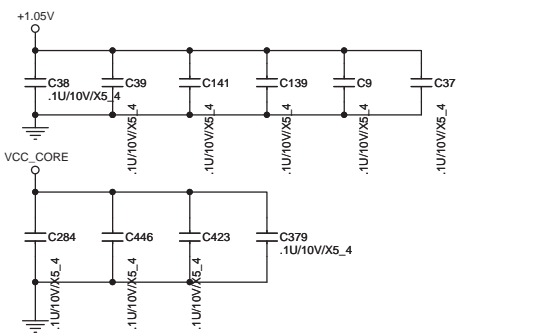 +1.05V
C38
C39
C141
C139
C9
C37
.1U/10V/X5_4
.1U/10V/X5_4
.1U/10V/X5_4
.1U/10V/X5_4
.1U/10V/X5_4
.1U/10V/X5_4
VCC_CORE
C284
C446
C423
C379
.1U/10V/X5_4
.1U/10V/X5_4
.1U/10V/X5_4
.1U/10V/X5_4